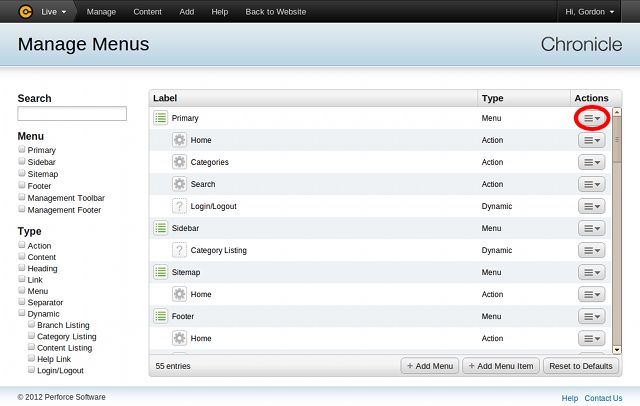 Live Manage Content Add Help Back to Website Hi, Gordon
Manage Menus Chronicle
Search
Menu
Primary
Sidebar
Sitemap
Footer
Management Toolbar
Management Footer
Type
Action
Content
Heading
Link
Menu
Separator
Dynamic
Branch Listing
Category Listing
Content Listing
Help Link
Login/Logout
Label Type Actions
Primary Menu
Home Action
Categories Action
Search Action
? Login/Logout Dynamic
Sidebar Menu
? Category Listing Dynamic
Sitemap Menu
Home Action
Footer Menu
Home Action
55 entries + Add Menu + Add Menu Item Reset to Defaults
© 2012 Perforce Software Help Contact Us